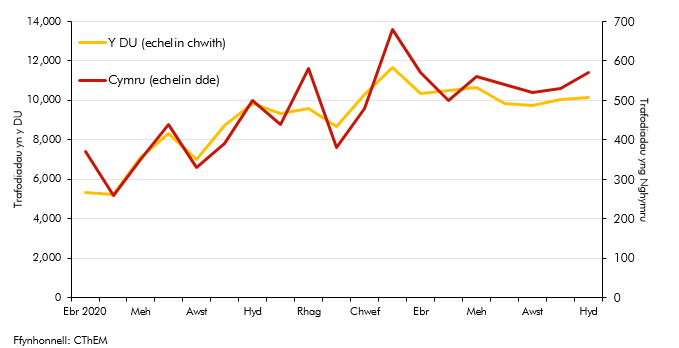 14,000
12,000
10,000
8,000
6,000
4,000
2,000
0
Trafodiadau yn y DU
Y DU (echelin chwith)
Cymru (echelin dde)
700
600
500
400
300
200
100
0
Trafodiadau yng Nghymru
Ebr 2020 Meh Awst Hyd Rhag Chwef Ebr Meh Awst Hyd
Ffynhonnell: CThEM